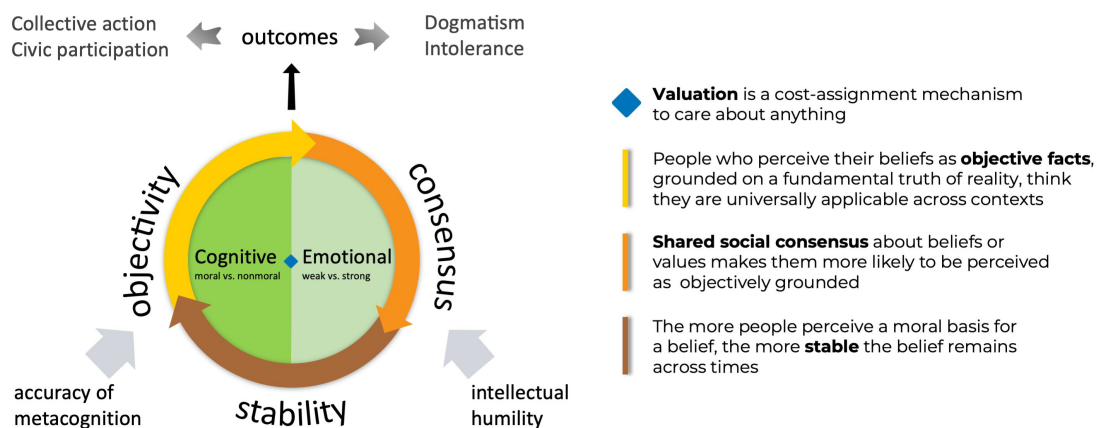 Collective action
Civic participation
outcomes
Dogmatism
Intolerance
objectivity
consensus
stability
Cognitive
moral vs. nonmoral
Emotional
weak vs. strong
accuracy of
metacognition
intellectual
humility
Valuation is a cost-assignment mechanism
to care about anything
People who perceive their beliefs as objective facts,
grounded on a fundamental truth of reality, think
they are universally applicable across contexts
Shared social consensus about beliefs or
values makes them more likely to be perceived
as objectively grounded
The more people perceive a moral basis for
a belief, the more stable the belief remains
across times